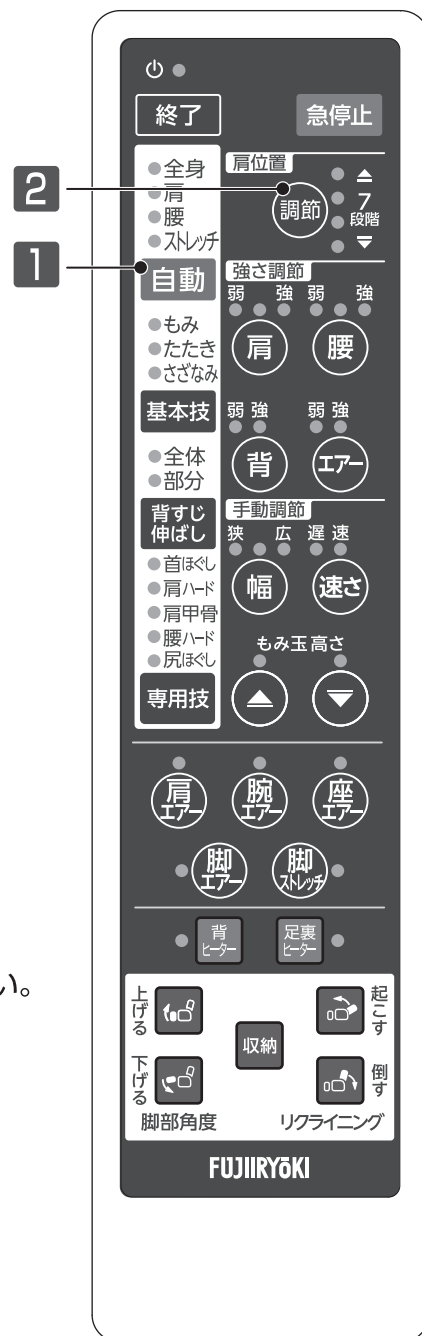 終了
急停止
全身
肩
腰
ストレッチ
自動
肩位置
調節
7
段階
2
1
強さ調節
弱 強 弱 強
肩
腰
もみ
たたき
さざなみ
基本技
弱 強 弱 強
背
エアー
全体
部分
背すじ
伸ばし
手動調節
狭 広 遅 速
幅
速さ
首ほぐし
肩ハード
肩甲骨
腰ハード
尻ほぐし
専用技
もみ玉高さ
肩
エアー
腕
エアー
座
エアー
脚
エアー
脚
ストレッチ
背
ヒーター
足裏
ヒーター
い。
上げる
下げる
脚部角度
収納
起こす
倒す
リクライニング
FUJIIRYōKI